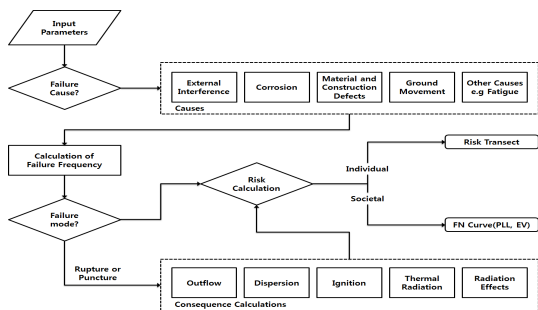 Input
Parameters
Failure
Cause?
External
Interference
Corrosion
Material and
Construction
Defects
Ground
Movement
Other Causes
e.g Fatigue
Causes
Calculation of
Failure Frequency
Failure
mode?
Risk
Calculation
Individual
Societal
Risk Transect
FN Curve(PLL, EV)
Rupture or
Puncture
Outflow
Dispersion
Ignition
Thermal
Radiation
Radiation
Effects
Consequence Calculations